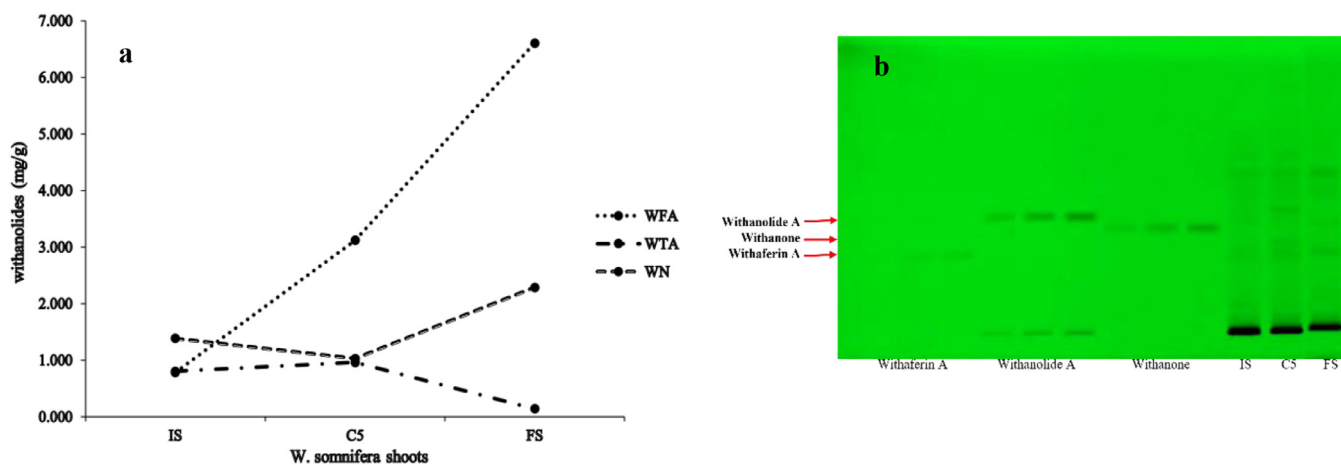 a
7.000
6.000
5.000
4.000
3.000
2.000
1.000
0.000
withanolides (mg/g)
IS C5 FS
W. somnifera shoots
WFA
WTA
WN
b
Withanolide A
Withanone
Withaferin A
Withaferin A Withanolide A Withanone IS C5 FS